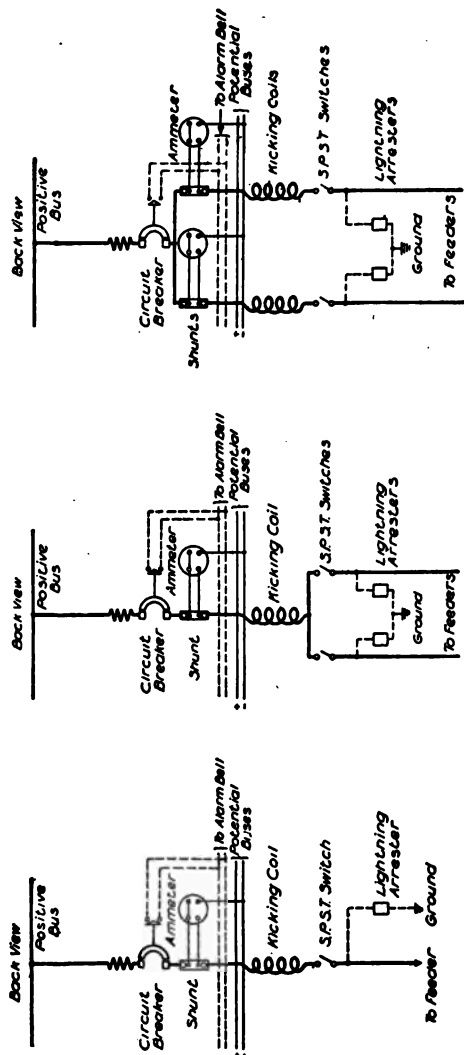 Back View
Positive
Bus
Circuit
Breaker
Ammeter
Shunt
To Alarm Bell
Potential
Buses
Kicking Coil
S.P.S.T. Switch
Lightning
Arrester
To Feeder
Ground
Back View
Positive
Bus
Circuit
Breaker
Ammeter
Shunt
To Alarm Bell
Potential
Buses
Kicking Coil
S.P.S.T. Switches
Lightning
Arresters
Ground
To Feeders
Back View
Positive
Bus
Circuit
Breaker
Ammeter
Shunts
To Alarm Bell
Potential
Buses
Kicking Coils
S.P.S.T. Switches
Lightning
Arresters
Ground
To Feeders